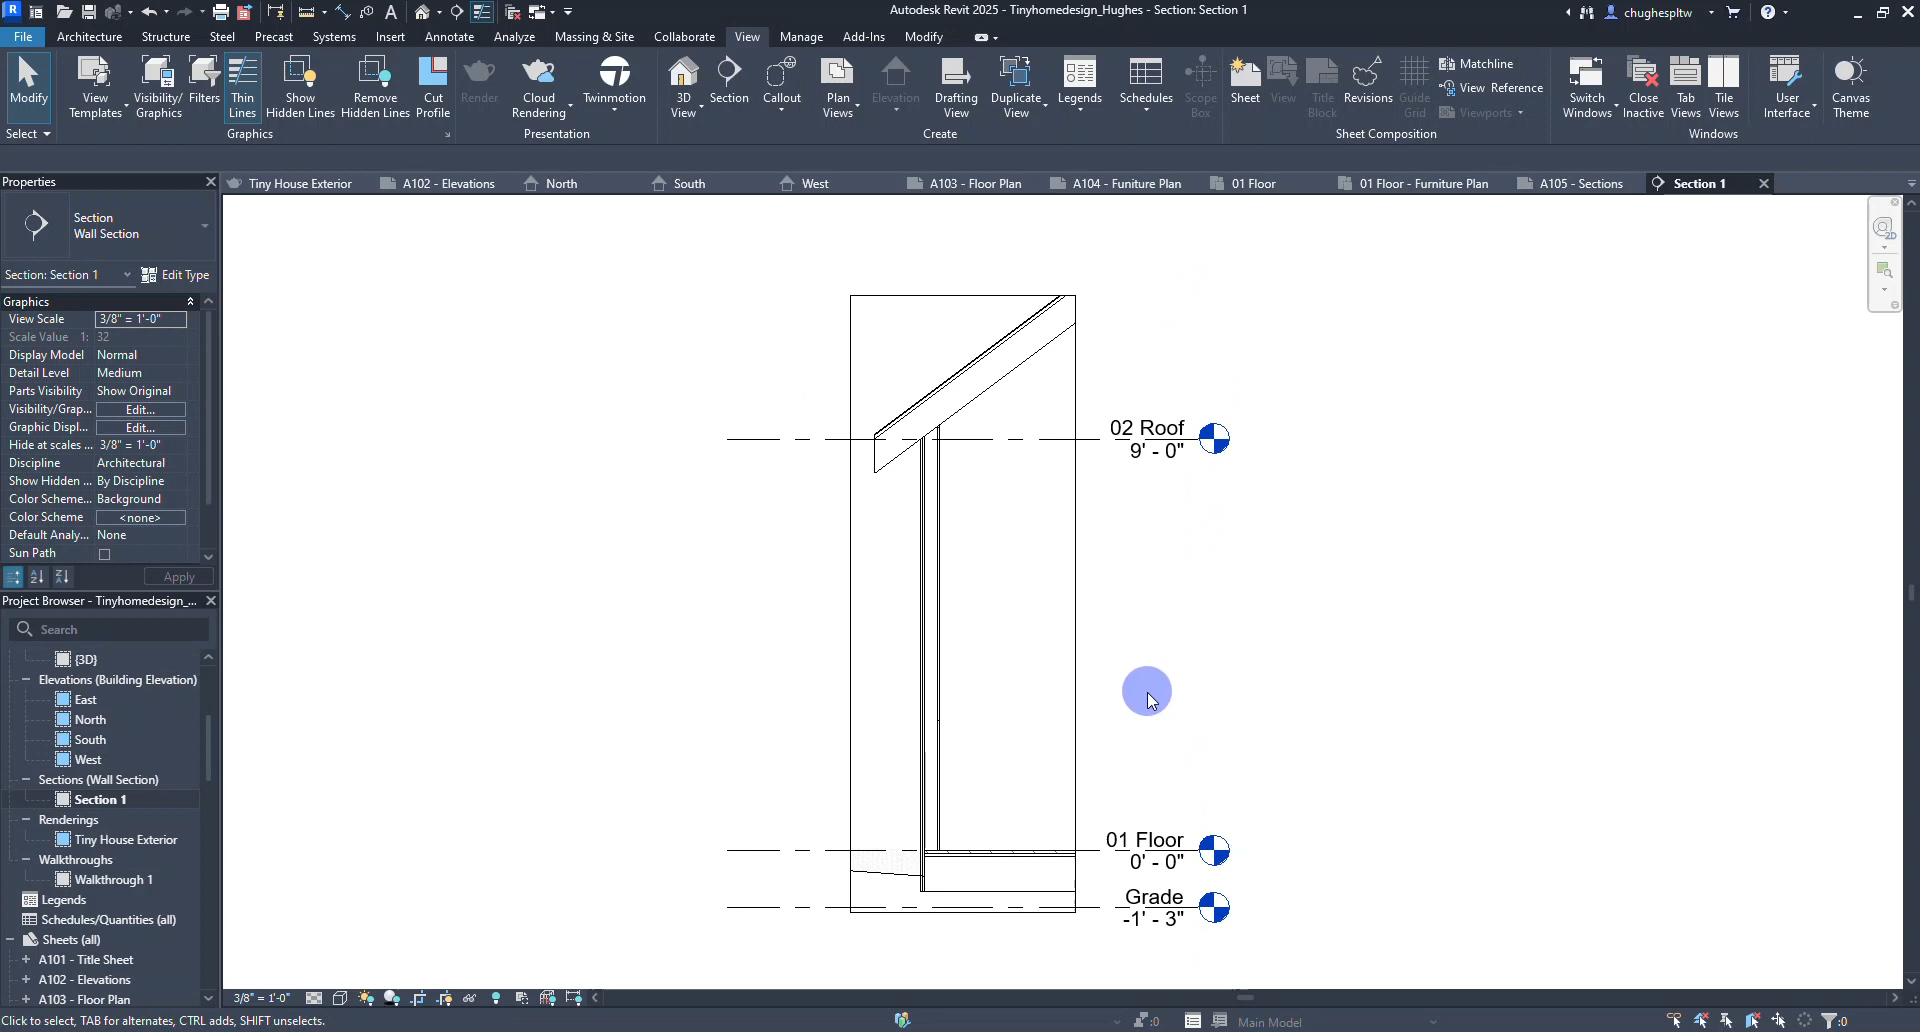 Autodesk Revit 2025 - Tinyhomedesign_Hughes - Section: Section 1
chughespltw
File Architecture Structure Steel Precast Systems Insert Annotate Analyze Massing & Site Collaborate View Manage Add-Ins Modify
Modify
View Templates
Visibility/ Graphics
Filters
Thin Lines
Show Hidden Lines
Remove Hidden Lines
Cut Profile
Render
Cloud Rendering
Twinmotion
3D View
Section
Callout
Plan Views
Elevation
Drafting View
Duplicate View
Legends
Schedules
Scope Box
Sheet
View
Title Block
Revisions
Guide Grid
Matchline
View Reference
Viewports
Switch Windows
Close Inactive
Tab Views
Tile Views
User Interface
Canvas Theme
Select Graphics Presentation Create Sheet Composition Windows
Properties
Tiny House Exterior A102 - Elevations North South West A103 - Floor Plan A104 - Funiture Plan 01 Floor 01 Floor - Furniture Plan A105 - Sections Section 1
Section
Wall Section
Section: Section 1 Edit Type
Graphics
View Scale 3/8" = 1'-0"
Scale Value 1: 32
Display Model Normal
Detail Level Medium
Parts Visibility Show Original
Visibility/Grap... Edit...
Graphic Displ... Edit...
Hide at scales ... 3/8" = 1'-0"
Discipline Architectural
Show Hidden ... By Discipline
Color Scheme... Background
Color Scheme <none>
Default Analy... None
Sun Path
Apply
Project Browser - Tinyhomedesign_...
Search
{3D}
Elevations (Building Elevation)
East
North
South
West
Sections (Wall Section)
Section 1
Renderings
Tiny House Exterior
Walkthroughs
Walkthrough 1
Legends
Schedules/Quantities (all)
Sheets (all)
A101 - Title Sheet
A102 - Elevations
A103 - Floor Plan
02 Roof
9' - 0"
01 Floor
0' - 0"
Grade
-1' - 3"
3/8" = 1'-0"
Click to select, TAB for alternates, CTRL adds, SHIFT unselects.
:0
Main Model
:0